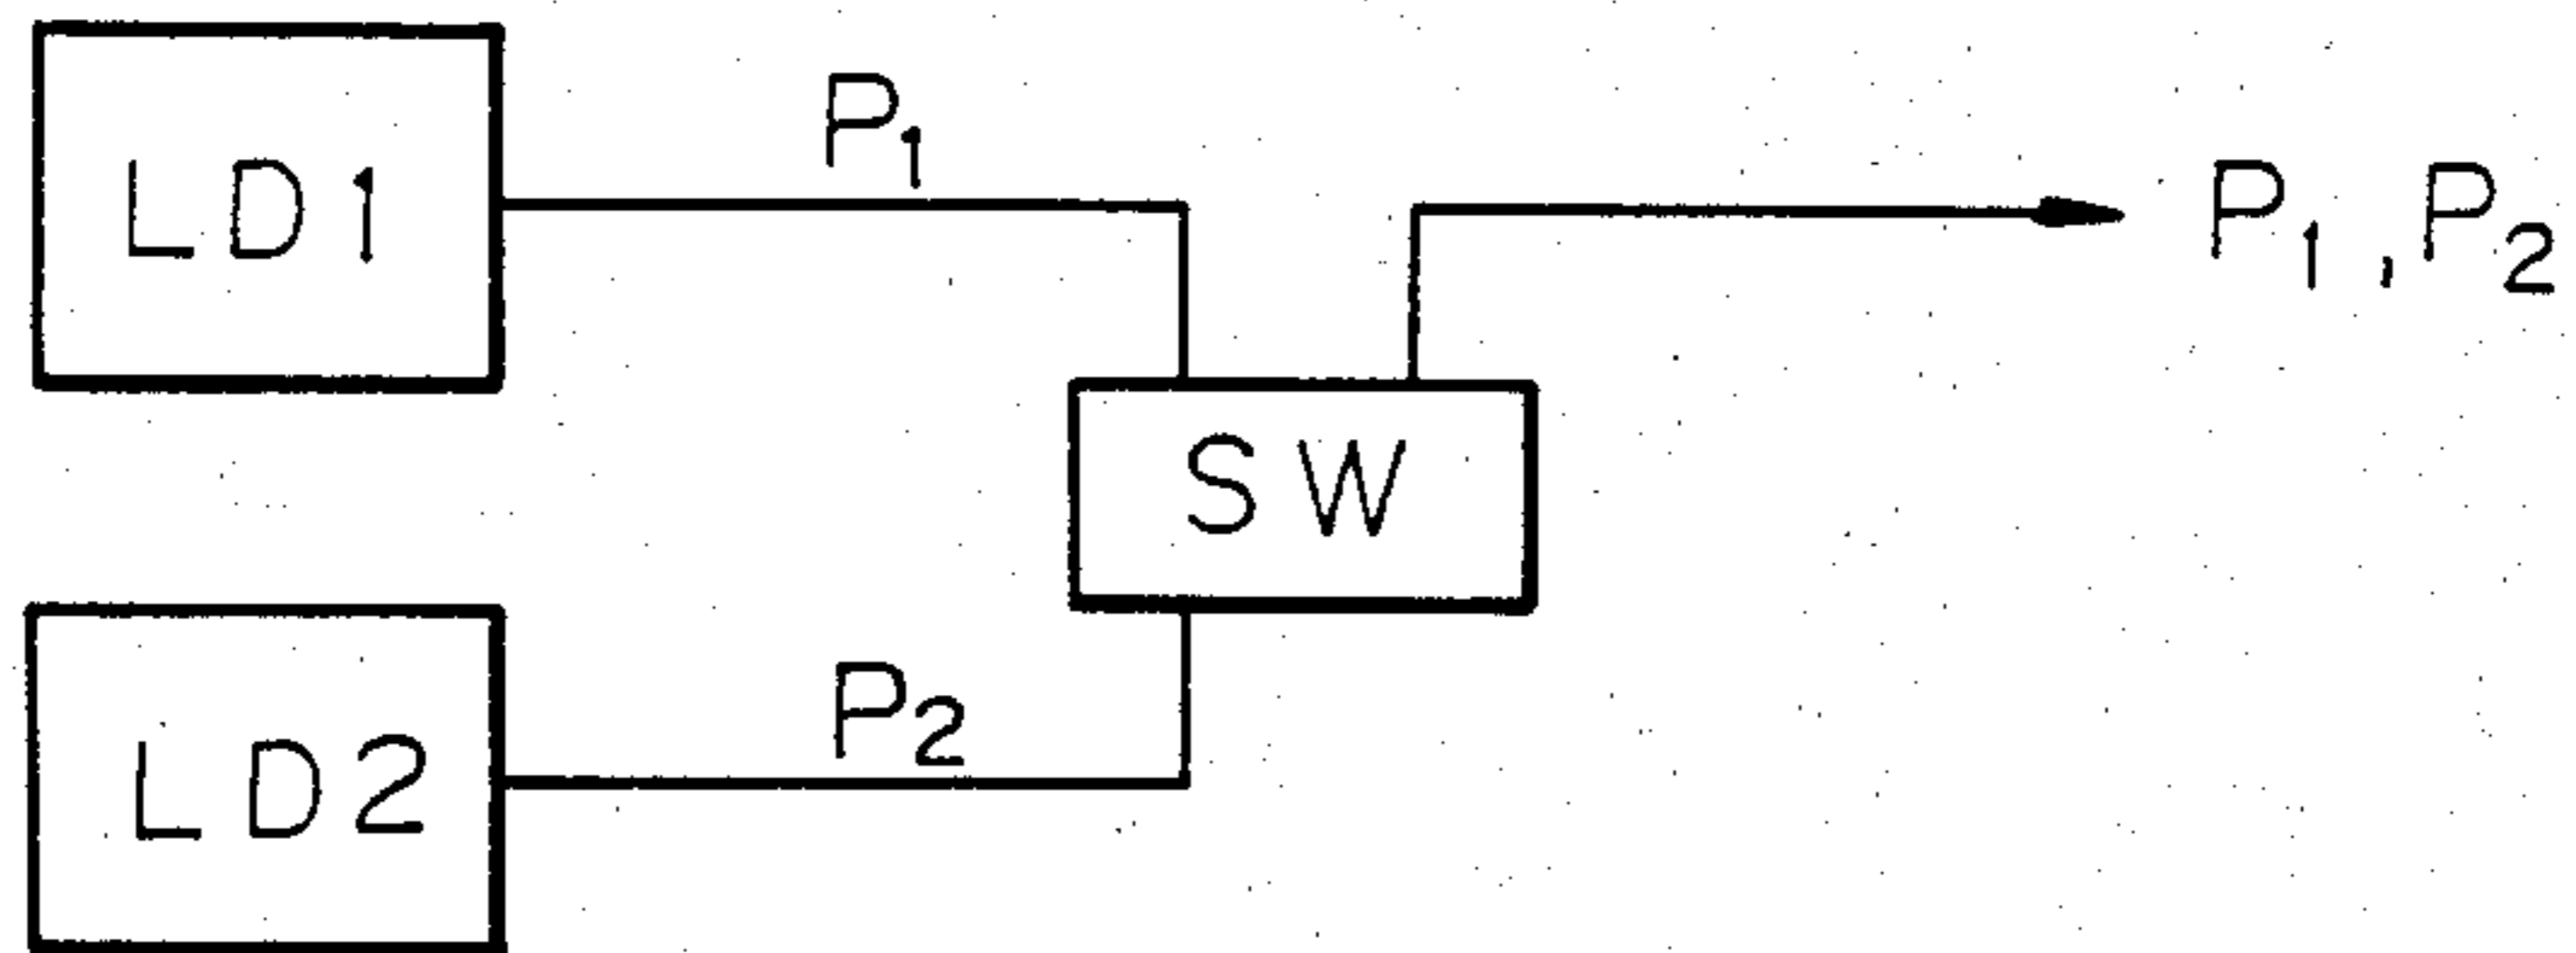 P₁
LD1
P₁, P₂
SW
P₂
LD2